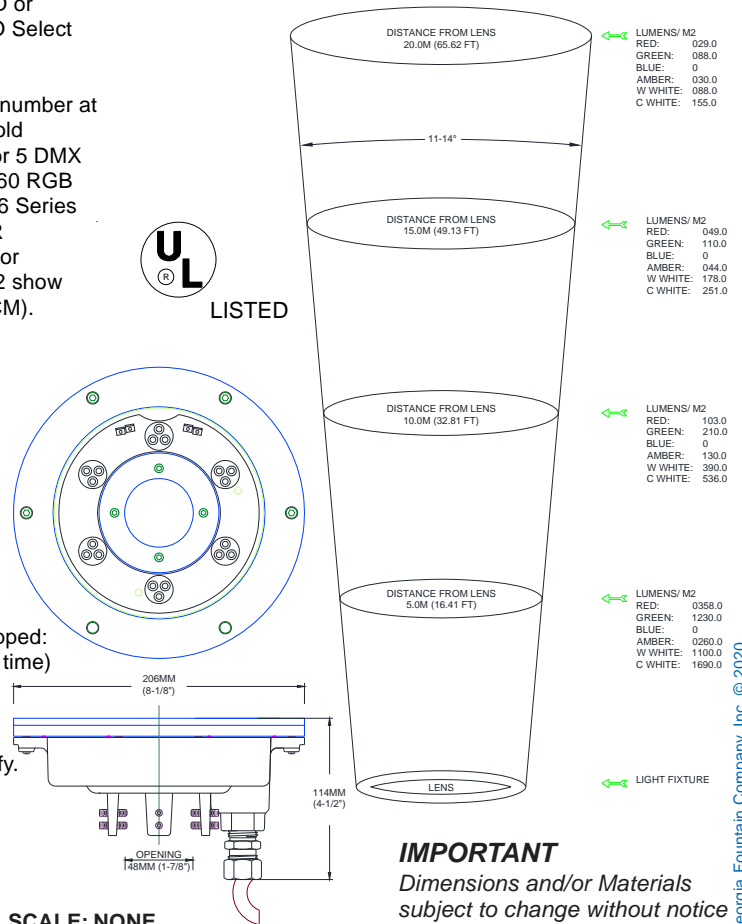 D or
D Select
number at
old
or 5 DMX
60 RGB
6 Series
R
or
2 show
CM).
UL
®
LISTED
oped:
time)
fy.
206MM
(8-1/8")
114MM
(4-1/2")
OPENING
48MM (1-7/8")
SCALE: NONE
DISTANCE FROM LENS
20.0M (65.62 FT)
11-14°
DISTANCE FROM LENS
15.0M (49.13 FT)
DISTANCE FROM LENS
10.0M (32.81 FT)
DISTANCE FROM LENS
5.0M (16.41 FT)
LENS
LUMENS/ M2
RED: 029.0
GREEN: 088.0
BLUE: 0
AMBER: 030.0
W WHITE: 088.0
C WHITE: 155.0
LUMENS/ M2
RED: 049.0
GREEN: 110.0
BLUE: 0
AMBER: 044.0
W WHITE: 178.0
C WHITE: 251.0
LUMENS/ M2
RED: 103.0
GREEN: 210.0
BLUE: 0
AMBER: 130.0
W WHITE: 390.0
C WHITE: 536.0
LUMENS/ M2
RED: 0358.0
GREEN: 1230.0
BLUE: 0
AMBER: 0260.0
W WHITE: 1100.0
C WHITE: 1690.0
LIGHT FIXTURE
IMPORTANT
Dimensions and/or Materials
subject to change without notice
eorgia Fountain Company, Inc. © 2020